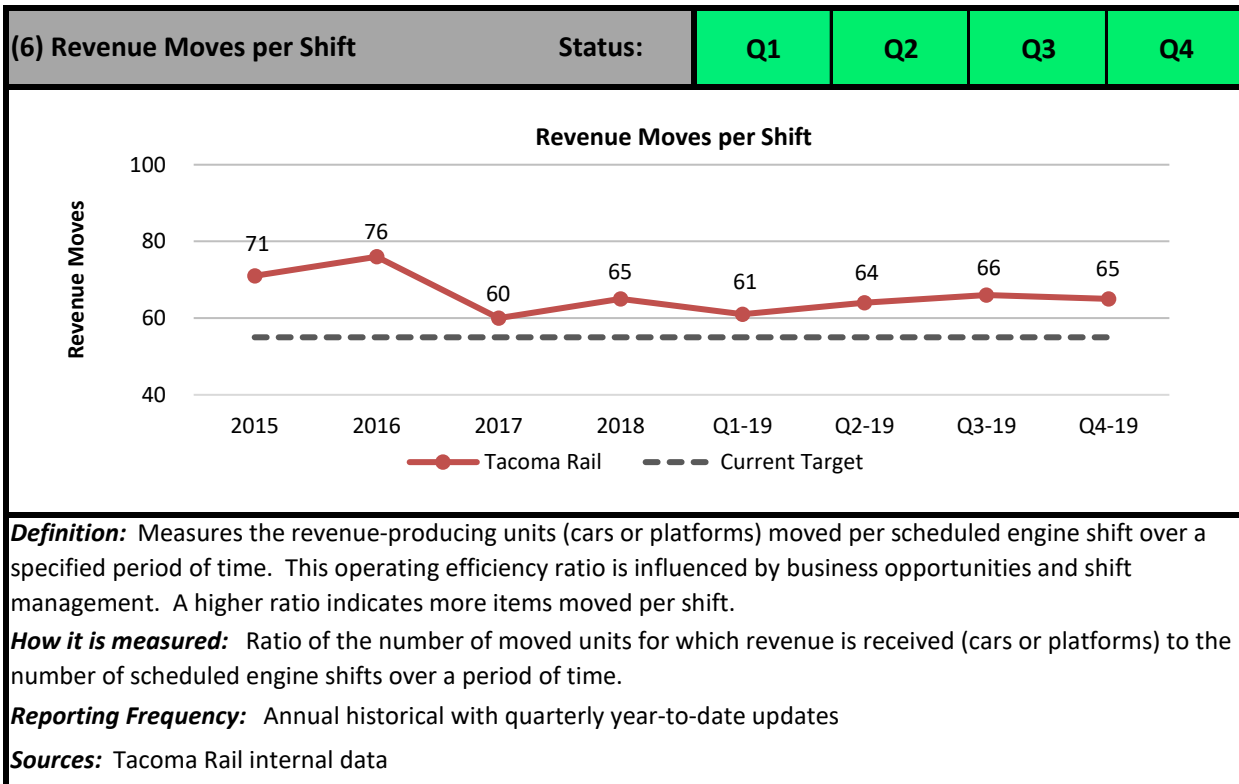 (6) Revenue Moves per Shift Status: Q1 Q2 Q3 Q4
Revenue Moves per Shift
Revenue Moves
100
80
60
40
71
76
60
65
61
64
66
65
2015 2016 2017 2018 Q1-19 Q2-19 Q3-19 Q4-19
Tacoma Rail Current Target
Definition: Measures the revenue-producing units (cars or platforms) moved per scheduled engine shift over a
specified period of time. This operating efficiency ratio is influenced by business opportunities and shift
management. A higher ratio indicates more items moved per shift.
How it is measured: Ratio of the number of moved units for which revenue is received (cars or platforms) to the
number of scheduled engine shifts over a period of time.
Reporting Frequency: Annual historical with quarterly year-to-date updates
Sources: Tacoma Rail internal data